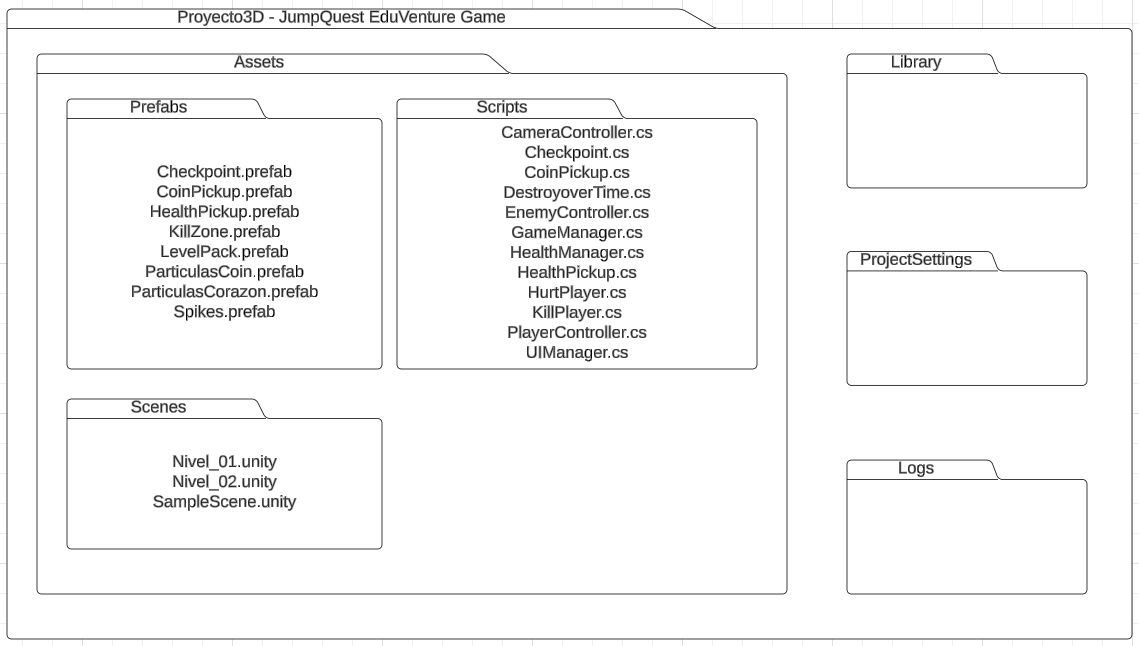 Proyecto3D - JumpQuest EduVenture Game
Assets
Prefabs
Checkpoint.prefab
CoinPickup.prefab
HealthPickup.prefab
KillZone.prefab
LevelPack.prefab
ParticulasCoin.prefab
ParticulasCorazon.prefab
Spikes.prefab
Scripts
CameraController.cs
Checkpoint.cs
CoinPickup.cs
DestroyoverTime.cs
EnemyController.cs
GameManager.cs
HealthManager.cs
HealthPickup.cs
HurtPlayer.cs
KillPlayer.cs
PlayerController.cs
UIManager.cs
Scenes
Nivel_01.unity
Nivel_02.unity
SampleScene.unity
Library
ProjectSettings
Logs